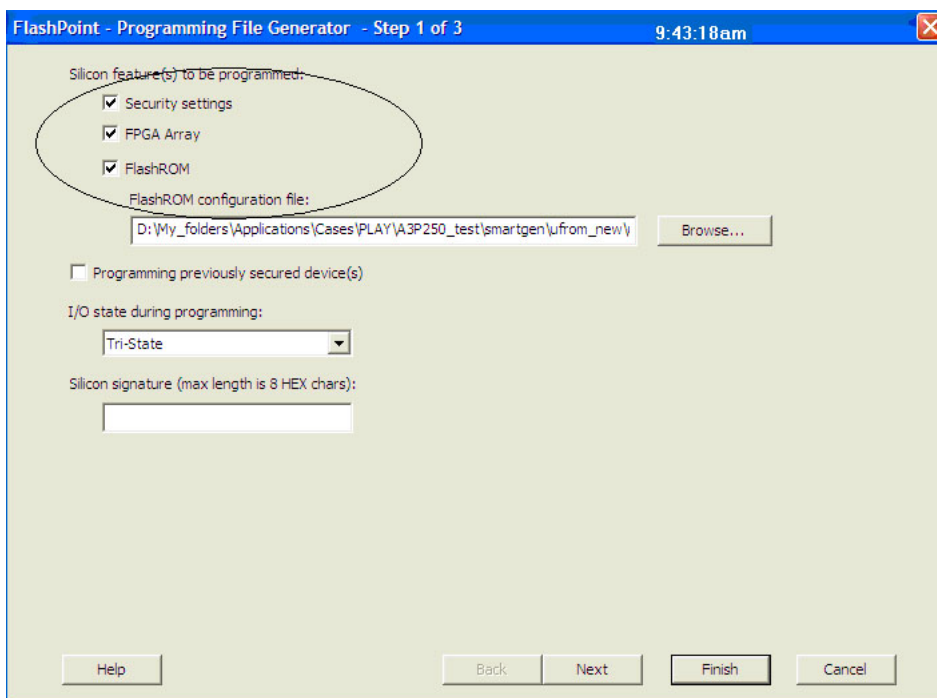 FlashPoint - Programming File Generator - Step 1 of 3
9:43:18am
Silicon feature(s) to be programmed:
Security settings
FPGA Array
FlashROM
FlashROM configuration file:
D:\My_folders\Applications\Cases\PLAY\A3P250_test\smartgen\ufrom_new\
Browse...
Programming previously secured device(s)
I/O state during programming:
Tri-State
Silicon signature (max length is 8 HEX chars):
Help
Back
Next
Finish
Cancel